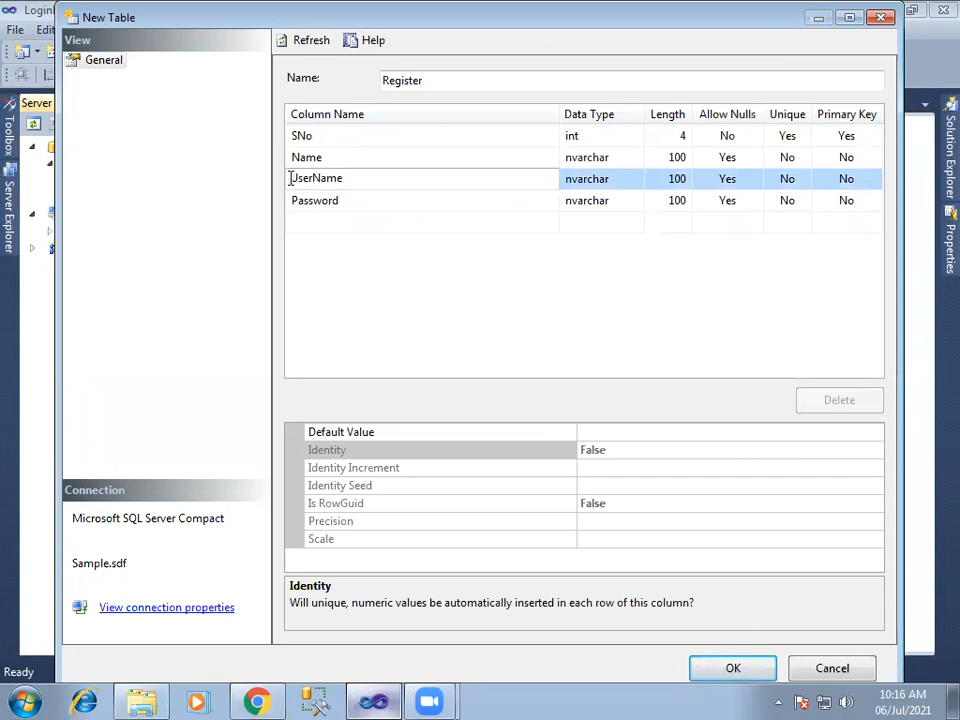 LoginF
New Table
File
Edi
View
Refresh
Help
General
Name:
Register
Server
Column Name
Data Type
Length
Allow Nulls
Unique
Primary Key
SNo
int
4
No
Yes
Yes
Name
nvarchar
100
Yes
No
No
UserName
nvarchar
100
Yes
No
No
Password
nvarchar
100
Yes
No
No
Toolbox
Server Explorer
Solution Explorer
Properties
Delete
Default Value
Identity
False
Identity Increment
Identity Seed
Is RowGuid
False
Precision
Scale
Connection
Microsoft SQL Server Compact
Sample.sdf
View connection properties
Identity
Will unique, numeric values be automatically inserted in each row of this column?
Ready
OK
Cancel
10:16 AM
06/Jul/2021